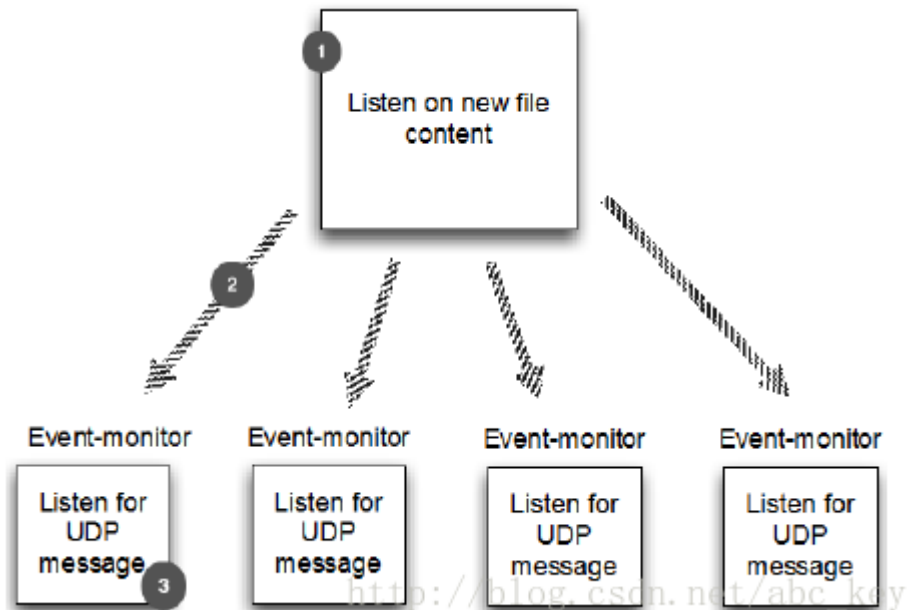 1
Listen on new file
content
2
Event-monitor
Event-monitor
Event-monitor
Event-monitor
Listen for
UDP
message
Listen for
UDP
message
Listen for
UDP
message
Listen for
UDP
message
3
http://blog.csdn.net/abc_key